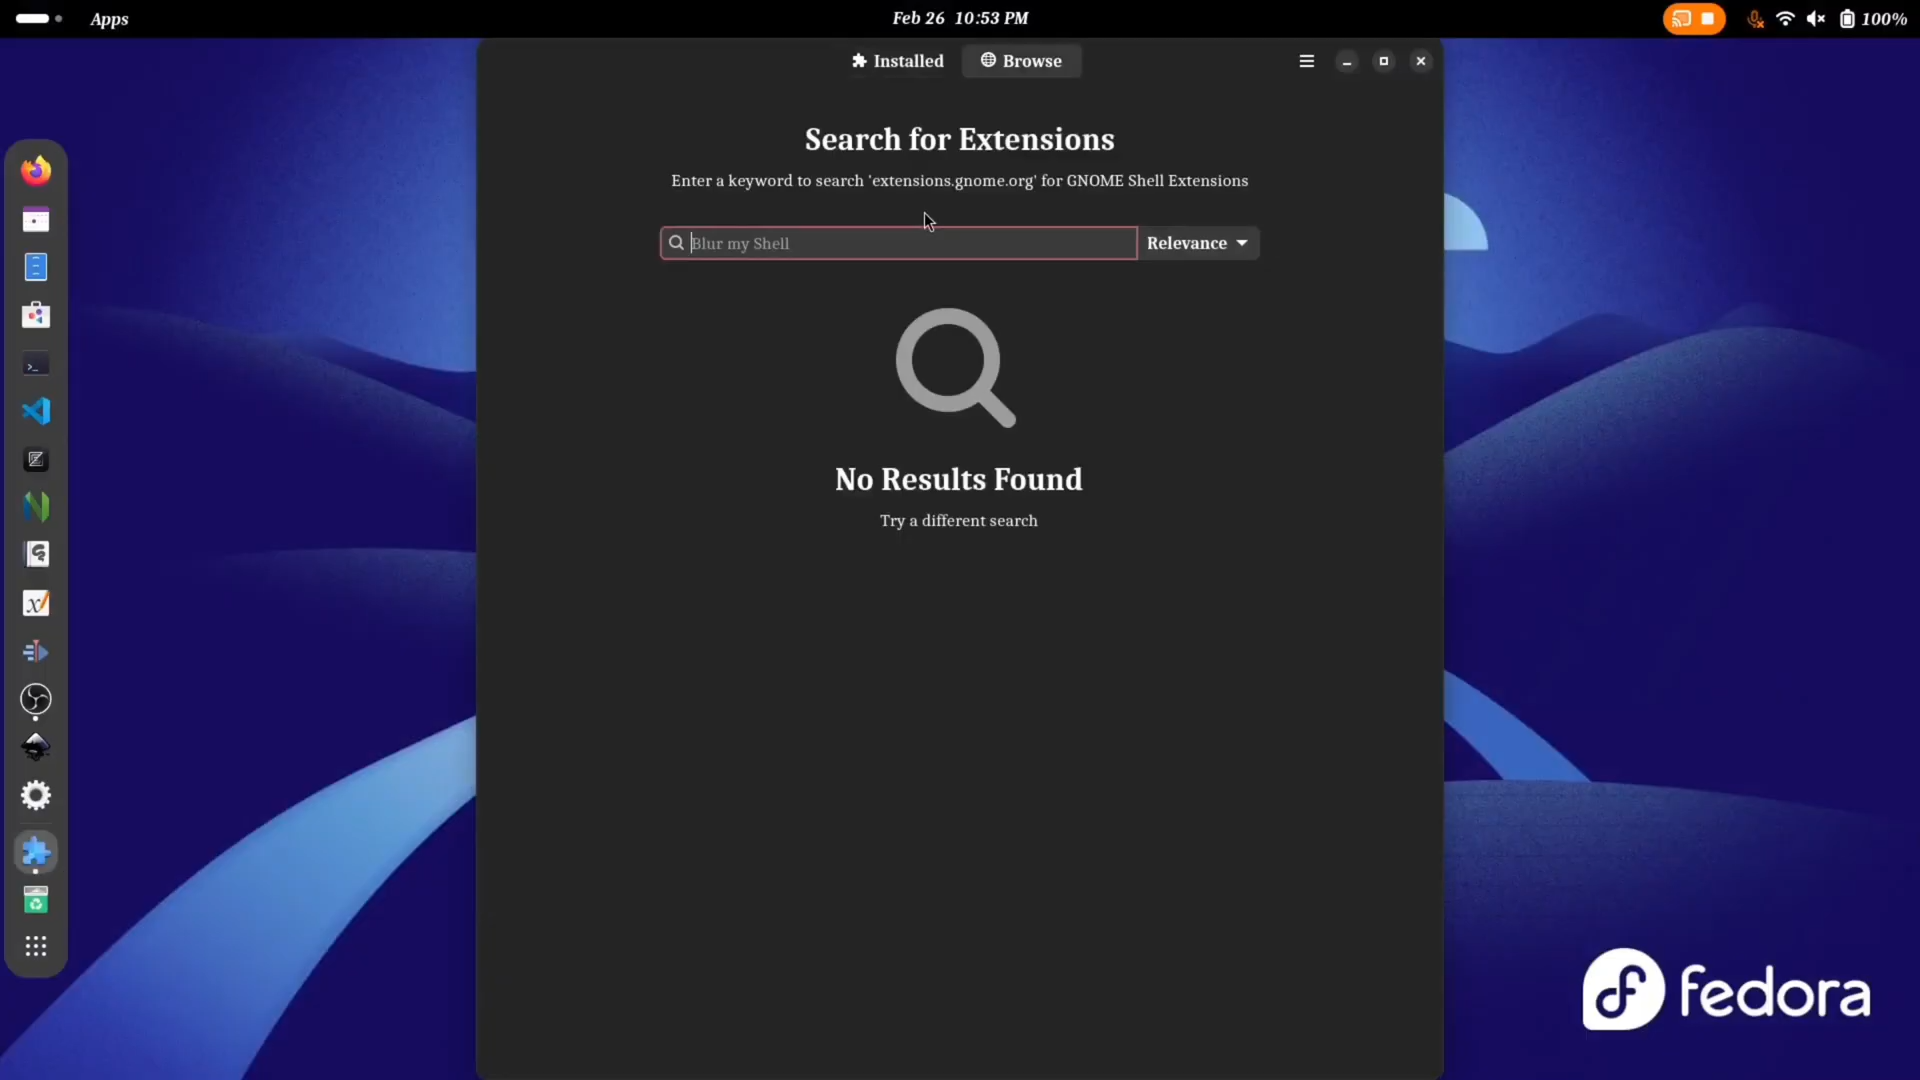 Apps
Feb 26 10:53 PM
100%
Installed
Browse
Search for Extensions
Enter a keyword to search 'extensions.gnome.org' for GNOME Shell Extensions
Blur my Shell
Relevance
No Results Found
Try a different search
fedora